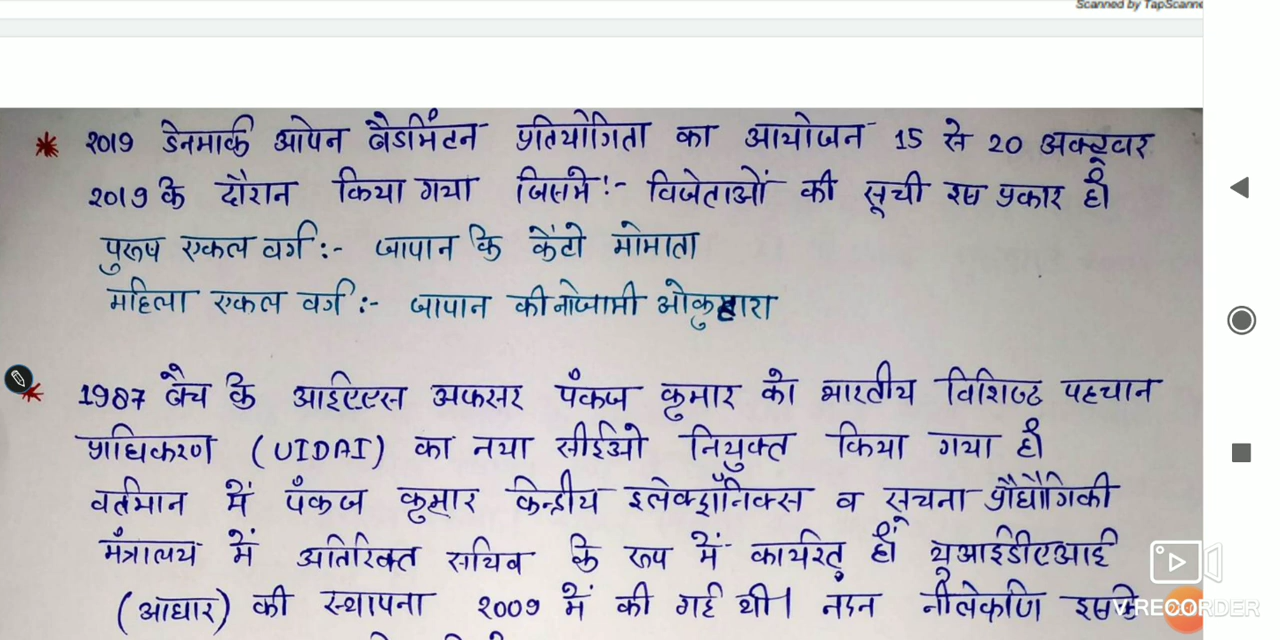 Scanned by TapScanne
* 2019 डेनमार्क ओपन बैडमिंटन प्रतियोगिता का आयोजन 15 से 20 अक्टूबर
2019 के दौरान किया गया जिसमें :- विजेताओं की सूची इस प्रकार है।
पुरूष एकल वर्ग :- जापान के केंटो मोमोता
महिला एकल वर्ग :- जापान की नोजोमी ओकुहारा
* 1987 बैच के आईएएस अफसर पंकज कुमार को भारतीय विशिष्ट पहचान
प्राधिकरण (UIDAI) का नया सीईओ नियुक्त किया गया है।
वर्तमान में पंकज कुमार केन्द्रीय इलेक्ट्रॉनिक्स व सूचना प्रौद्योगिकी
मंत्रालय में अतिरिक्त सचिव के रूप में कार्यरत हैं। यूआईडीएआई
(आधार) की स्थापना 2009 में की गई थी। नंदन नीलेकणि इसके
V-RECORDER